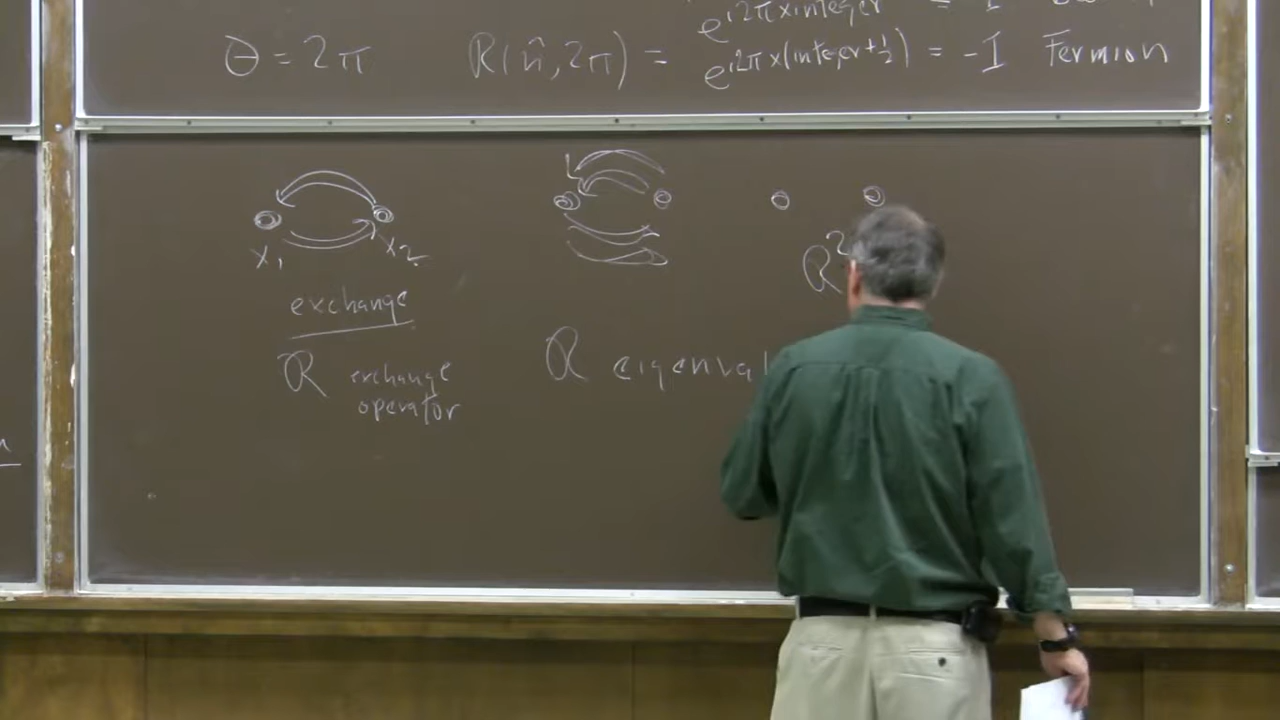 e^{i2π×integer} = I
θ = 2π R(n̂,2π) = e^{i2π×(integer+½)} = -I Fermion
x₁ x₂
R²
exchange
R exchange
operator
R eigenval